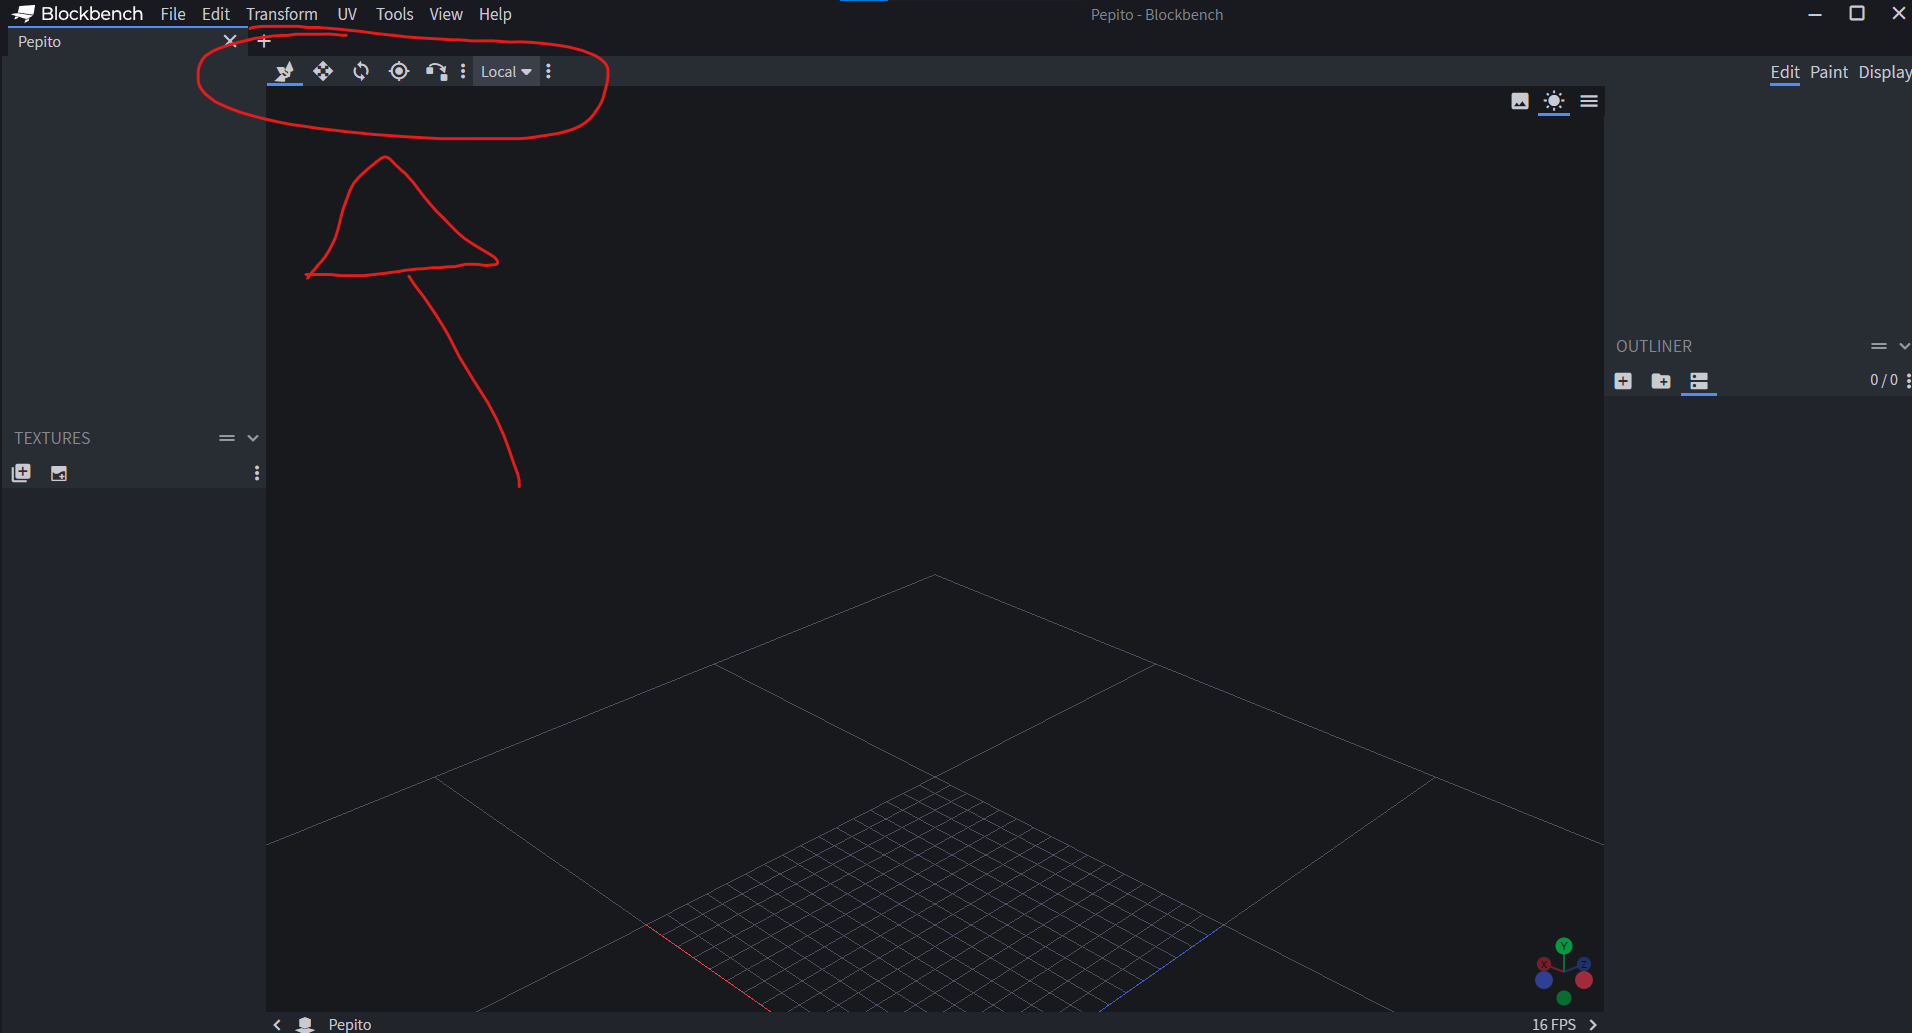 Blockbench File Edit Transform UV Tools View Help Pepito - Blockbench
Pepito
Local Edit Paint Display
OUTLINER
0 / 0
TEXTURES
Y
X Z
Pepito 16 FPS